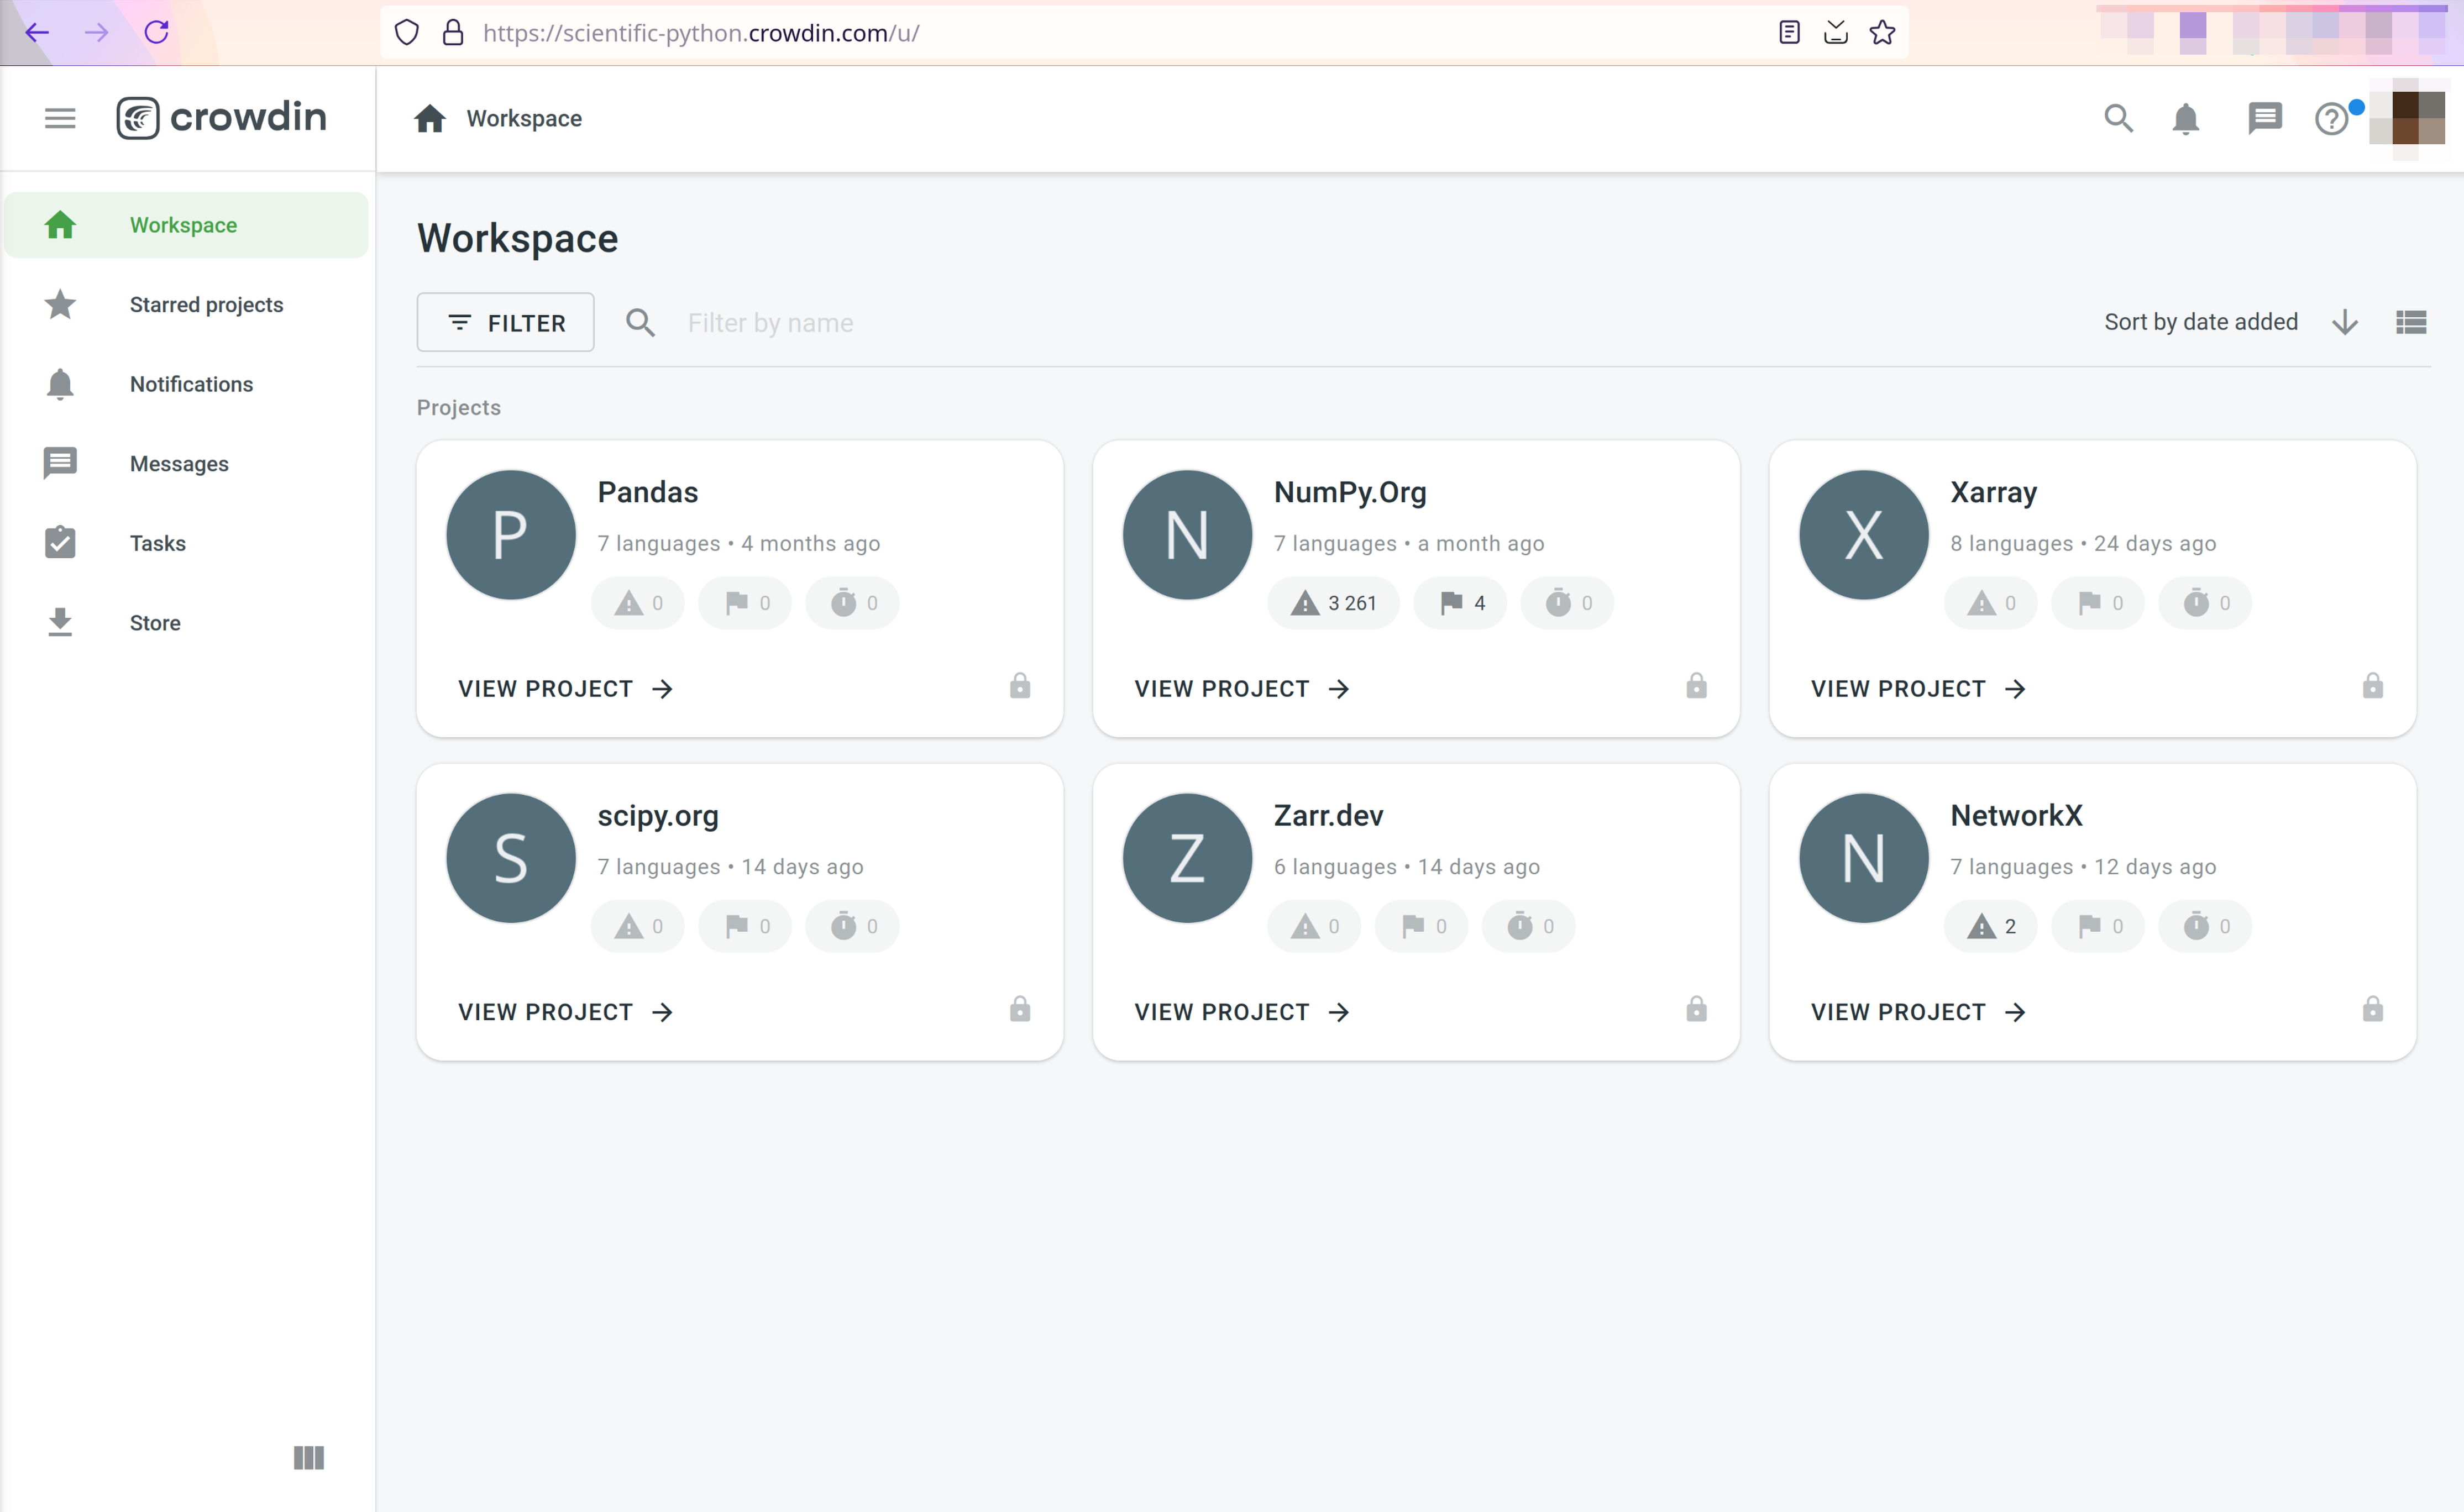 https://scientific-python.crowdin.com/u/
crowdin
Workspace
Workspace
Starred projects
Notifications
Messages
Tasks
Store
Workspace
FILTER
Filter by name
Sort by date added
Projects
P
Pandas
7 languages • 4 months ago
0 0 0
VIEW PROJECT
N
NumPy.Org
7 languages • a month ago
3 261 4 0
VIEW PROJECT
X
Xarray
8 languages • 24 days ago
0 0 0
VIEW PROJECT
S
scipy.org
7 languages • 14 days ago
0 0 0
VIEW PROJECT
Z
Zarr.dev
6 languages • 14 days ago
0 0 0
VIEW PROJECT
N
NetworkX
7 languages • 12 days ago
2 0 0
VIEW PROJECT